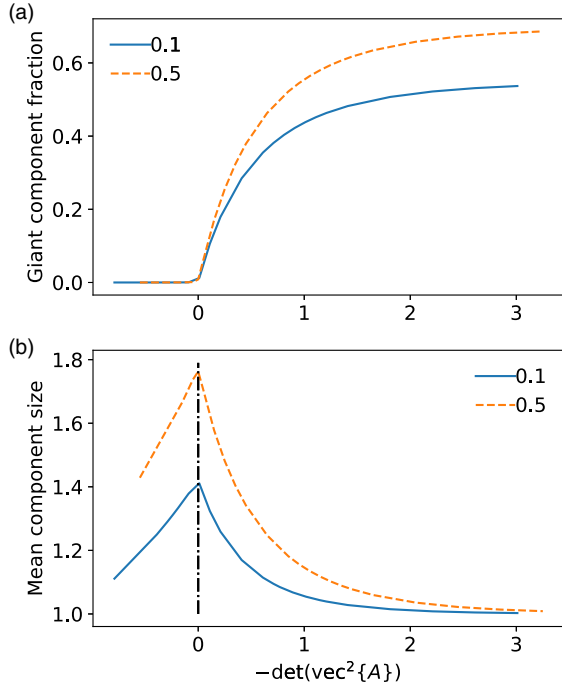 (a)
Giant component fraction
0.6
0.4
0.2
0.0
0.1
0.5
0 1 2 3
(b)
Mean component size
1.8
1.6
1.4
1.2
1.0
0.1
0.5
0 1 2 3
−det(vec²{A})